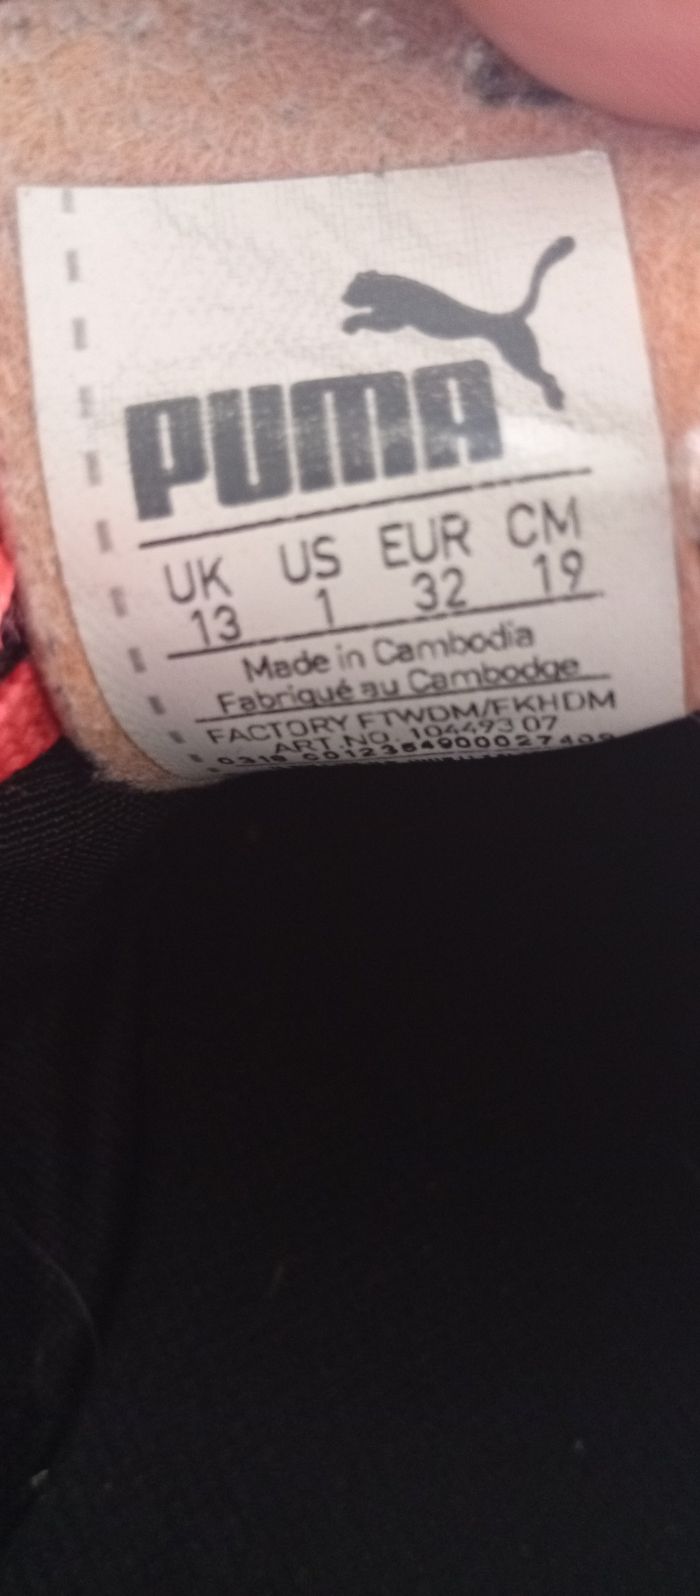 PUMA
UK US EUR CM
13 1 32 19
Made in Cambodia
Fabriqué au Cambodge
FACTORY FTWDM/FKHDM
ART.NO. 104493 07